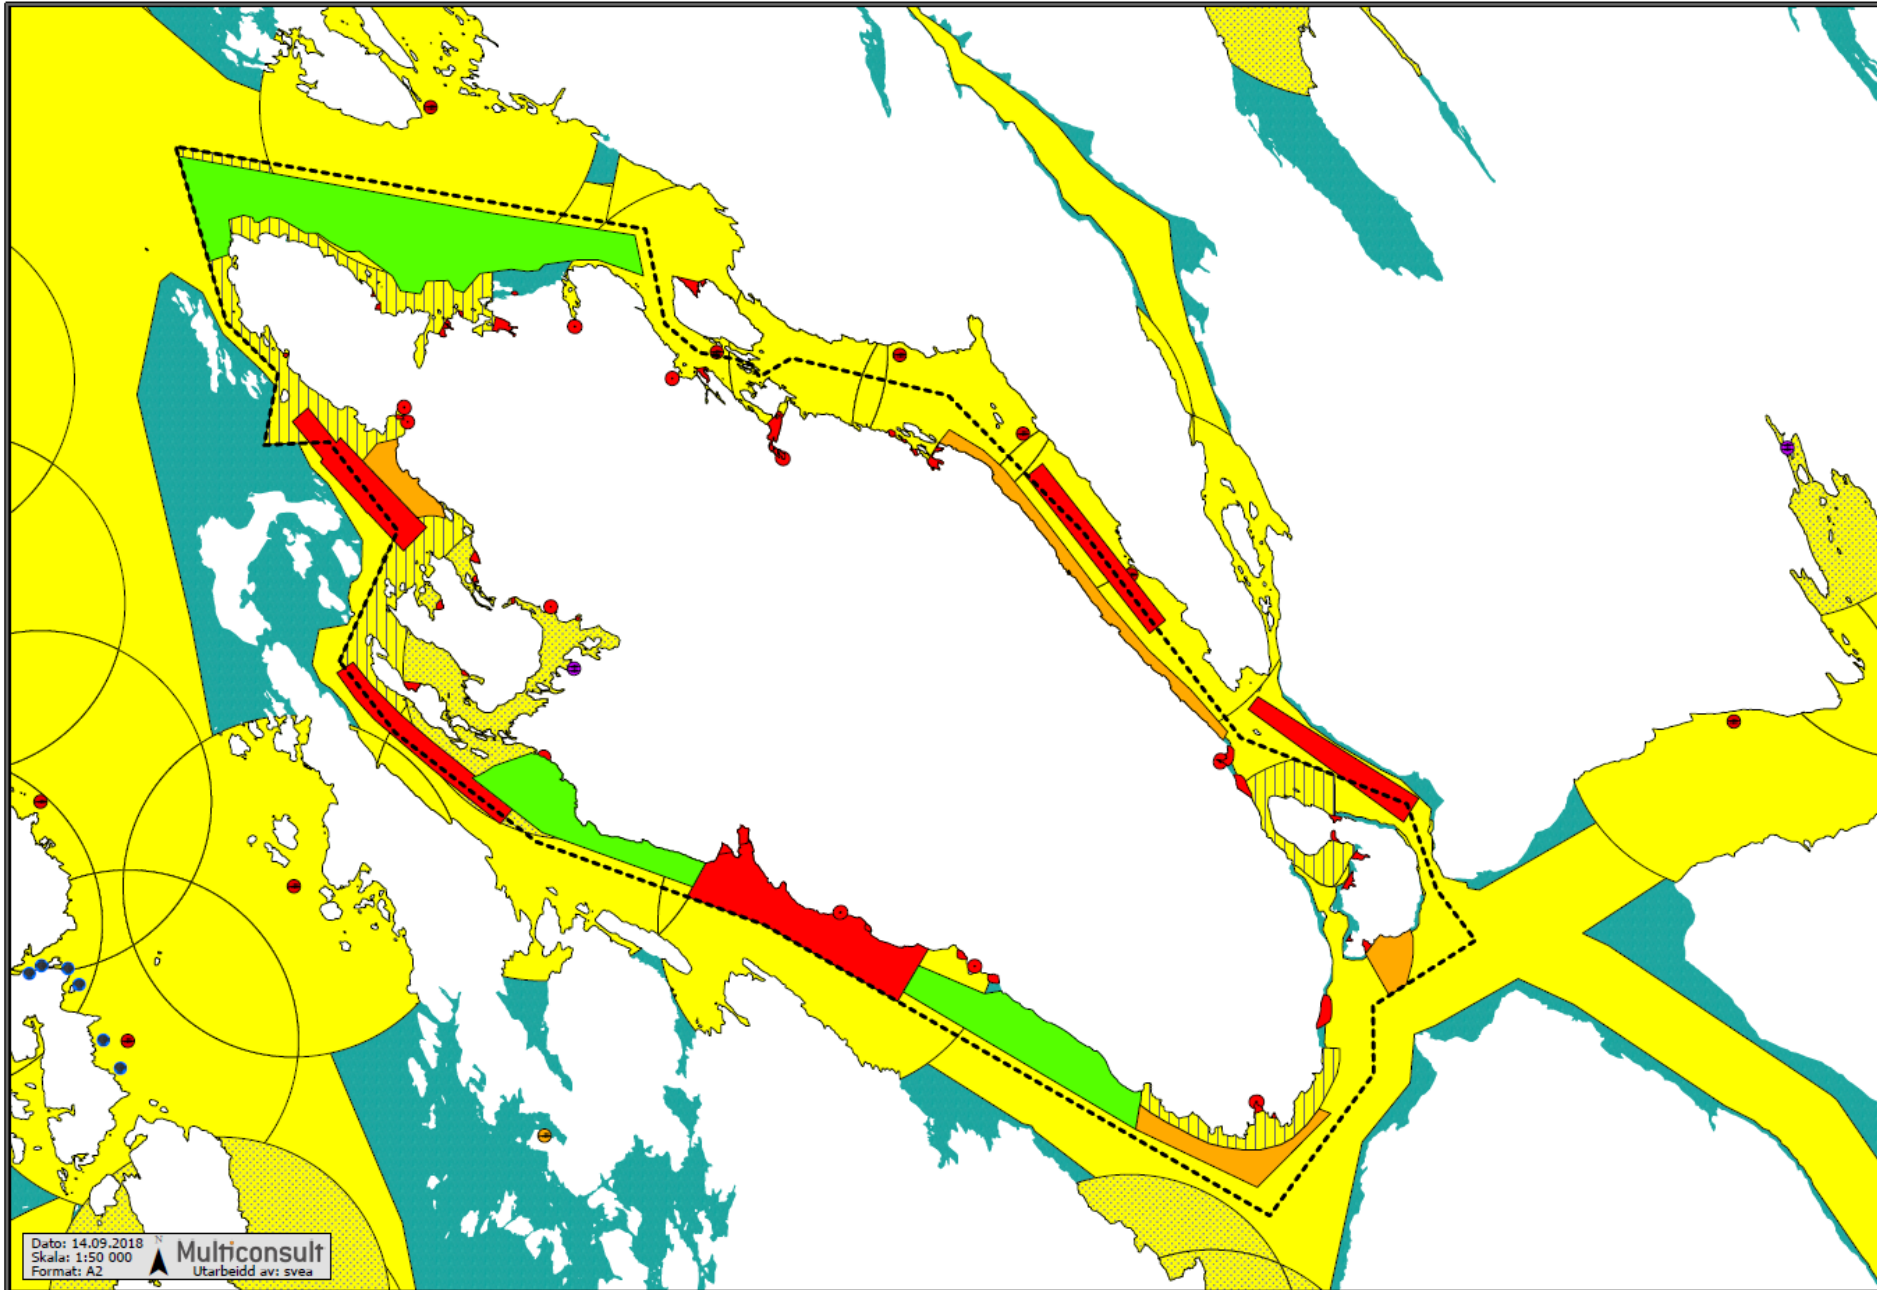 Dato: 14.09.2018
Skala: 1:50 000
Format: A2
N
Multiconsult
Utarbeidd av: svea